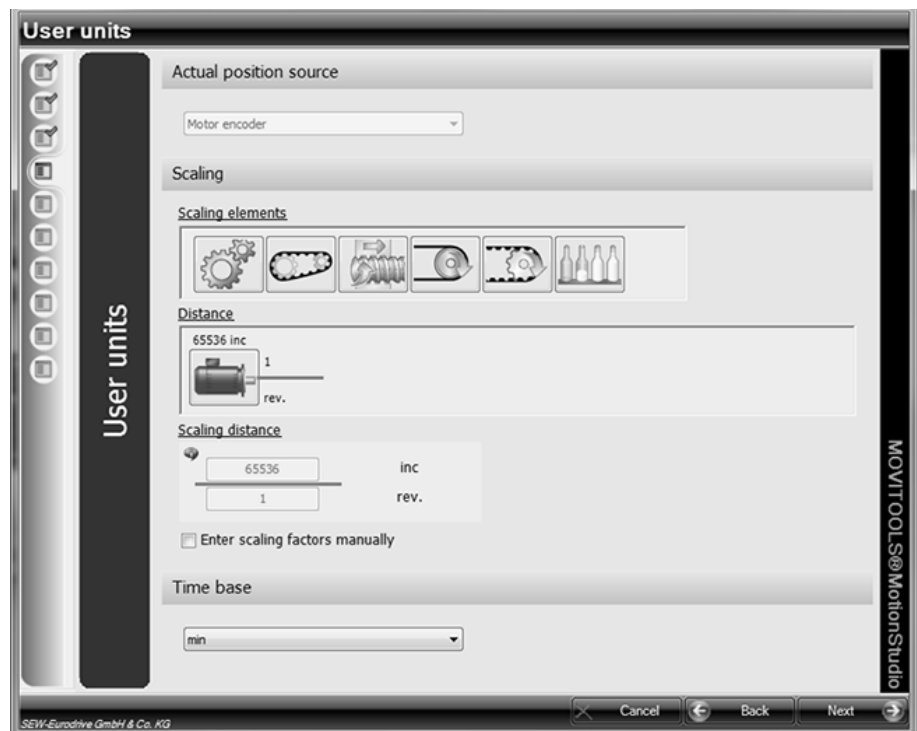 User units
User units
Actual position source
Motor encoder
Scaling
Scaling elements
Distance
65536 inc
1
rev.
Scaling distance
65536 inc
1 rev.
Enter scaling factors manually
Time base
min
MOVITOOLS®MotionStudio
SEW-Eurodrive GmbH & Co. KG
Cancel Back Next